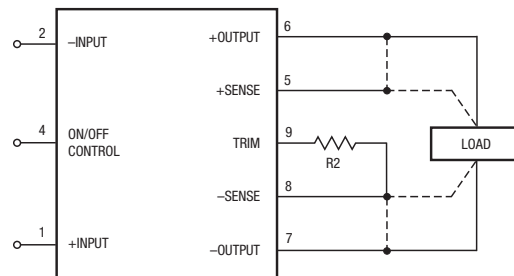 2
–INPUT
+OUTPUT
6
+SENSE
5
4
ON/OFF
CONTROL
TRIM
9
R2
LOAD
–SENSE
8
1
+INPUT
–OUTPUT
7